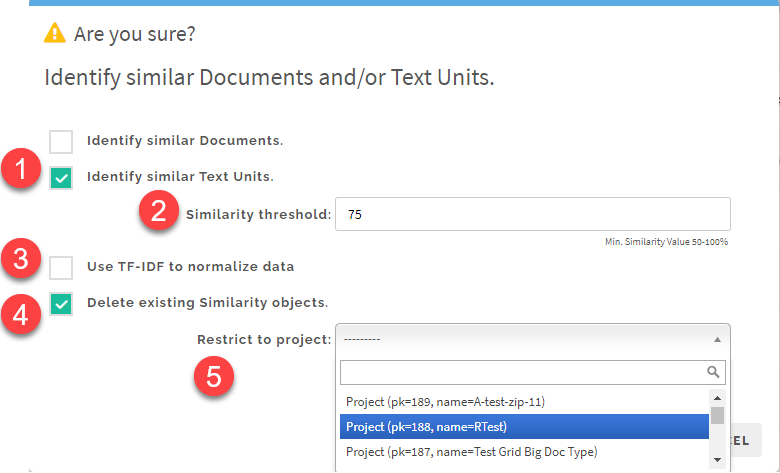 Are you sure?
Identify similar Documents and/or Text Units.
Identify similar Documents.
1
Identify similar Text Units.
2
Similarity threshold: 75
Min. Similarity Value 50-100%
3
Use TF-IDF to normalize data
4
Delete existing Similarity objects.
Restrict to project: ---------
5
Project (pk=189, name=A-test-zip-11)
Project (pk=188, name=RTest)
Project (pk=187, name=Test Grid Big Doc Type)